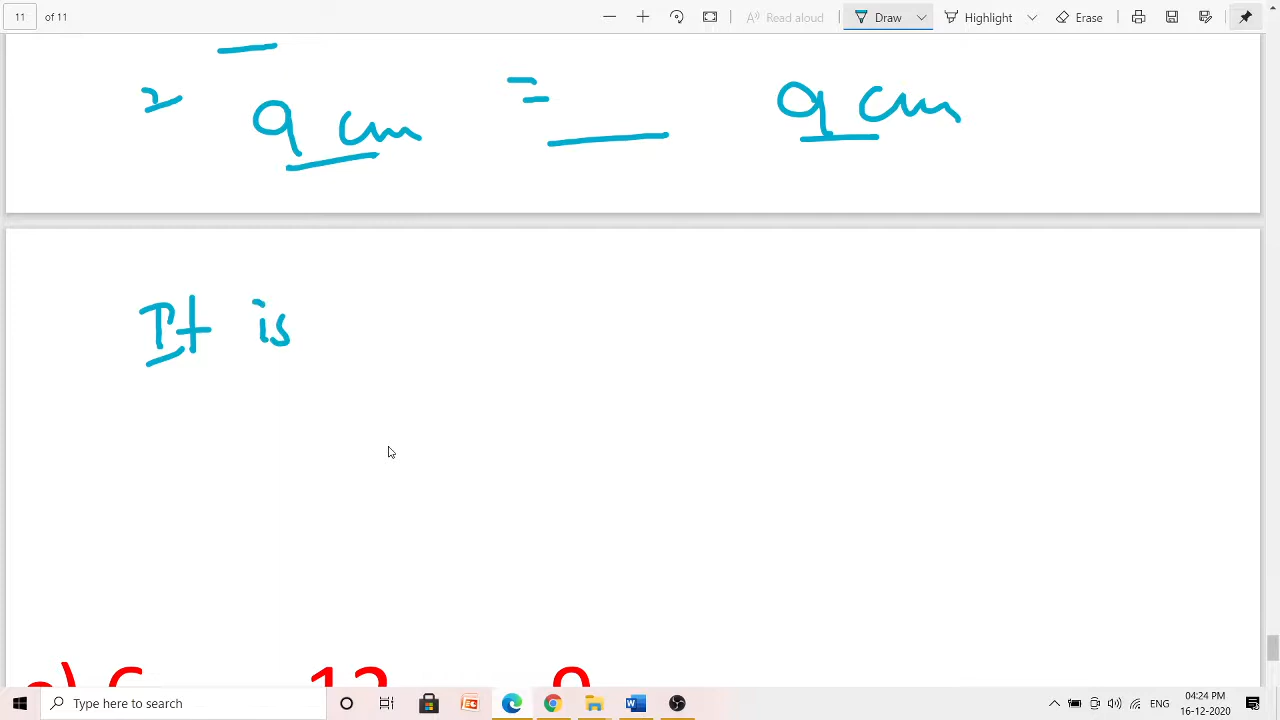 11 of 11 Read aloud Draw Highlight Erase
= 9 cm = 9 cm
It is
Type here to search ENG 04:24 PM
16-12-2020